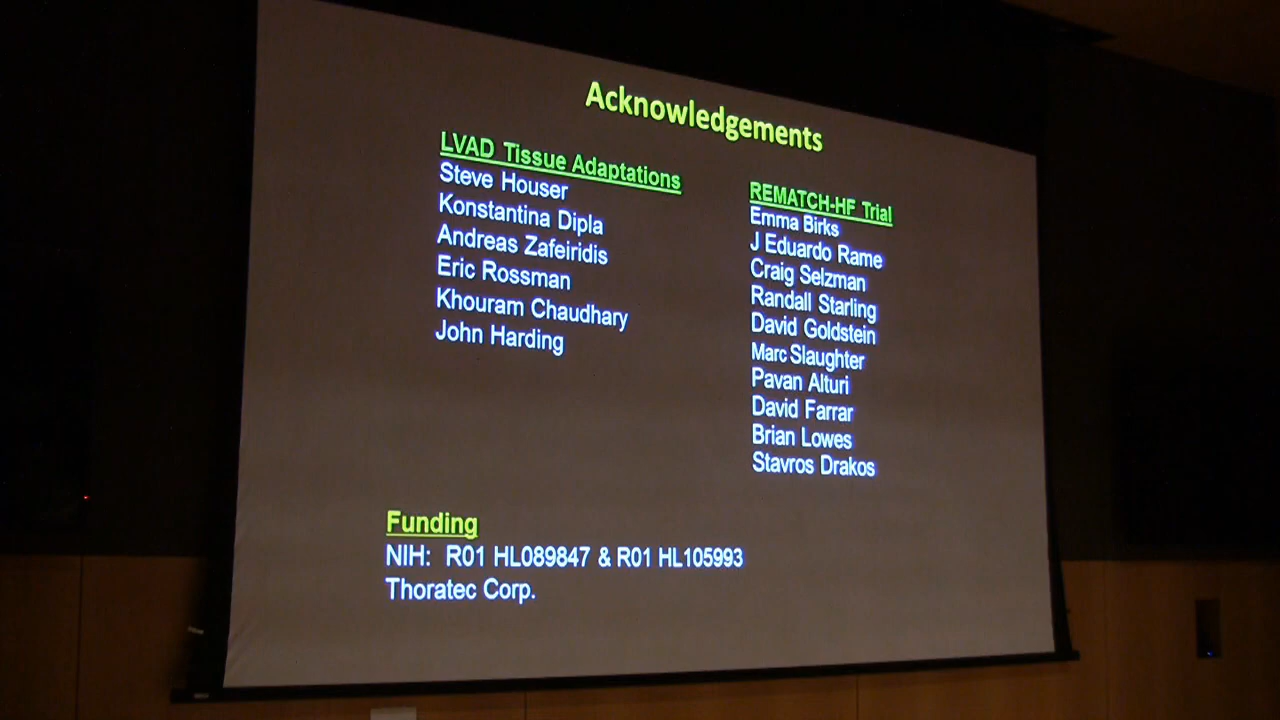 Acknowledgements
LVAD Tissue Adaptations
Steve Houser
Konstantina Dipla
Andreas Zafeiridis
Eric Rossman
Khouram Chaudhary
John Harding
REMATCH-HF Trial
Emma Birks
J Eduardo Rame
Craig Selzman
Randall Starling
David Goldstein
Marc Slaughter
Pavan Alturi
David Farrar
Brian Lowes
Stavros Drakos
Funding
NIH: R01 HL089847 & R01 HL105993
Thoratec Corp.